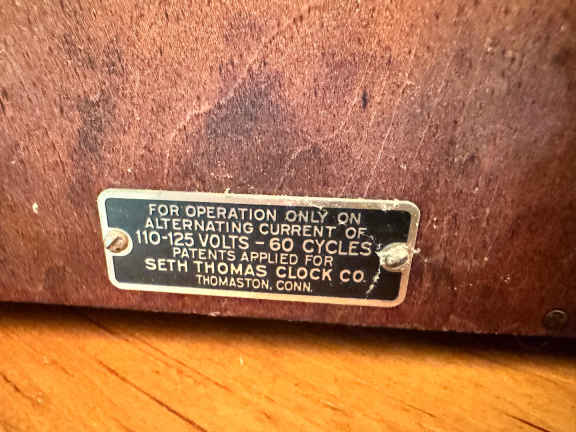 FOR OPERATION ONLY ON
ALTERNATING CURRENT OF
110-125 VOLTS - 60 CYCLES
PATENTS APPLIED FOR
SETH THOMAS CLOCK CO.
THOMASTON, CONN.